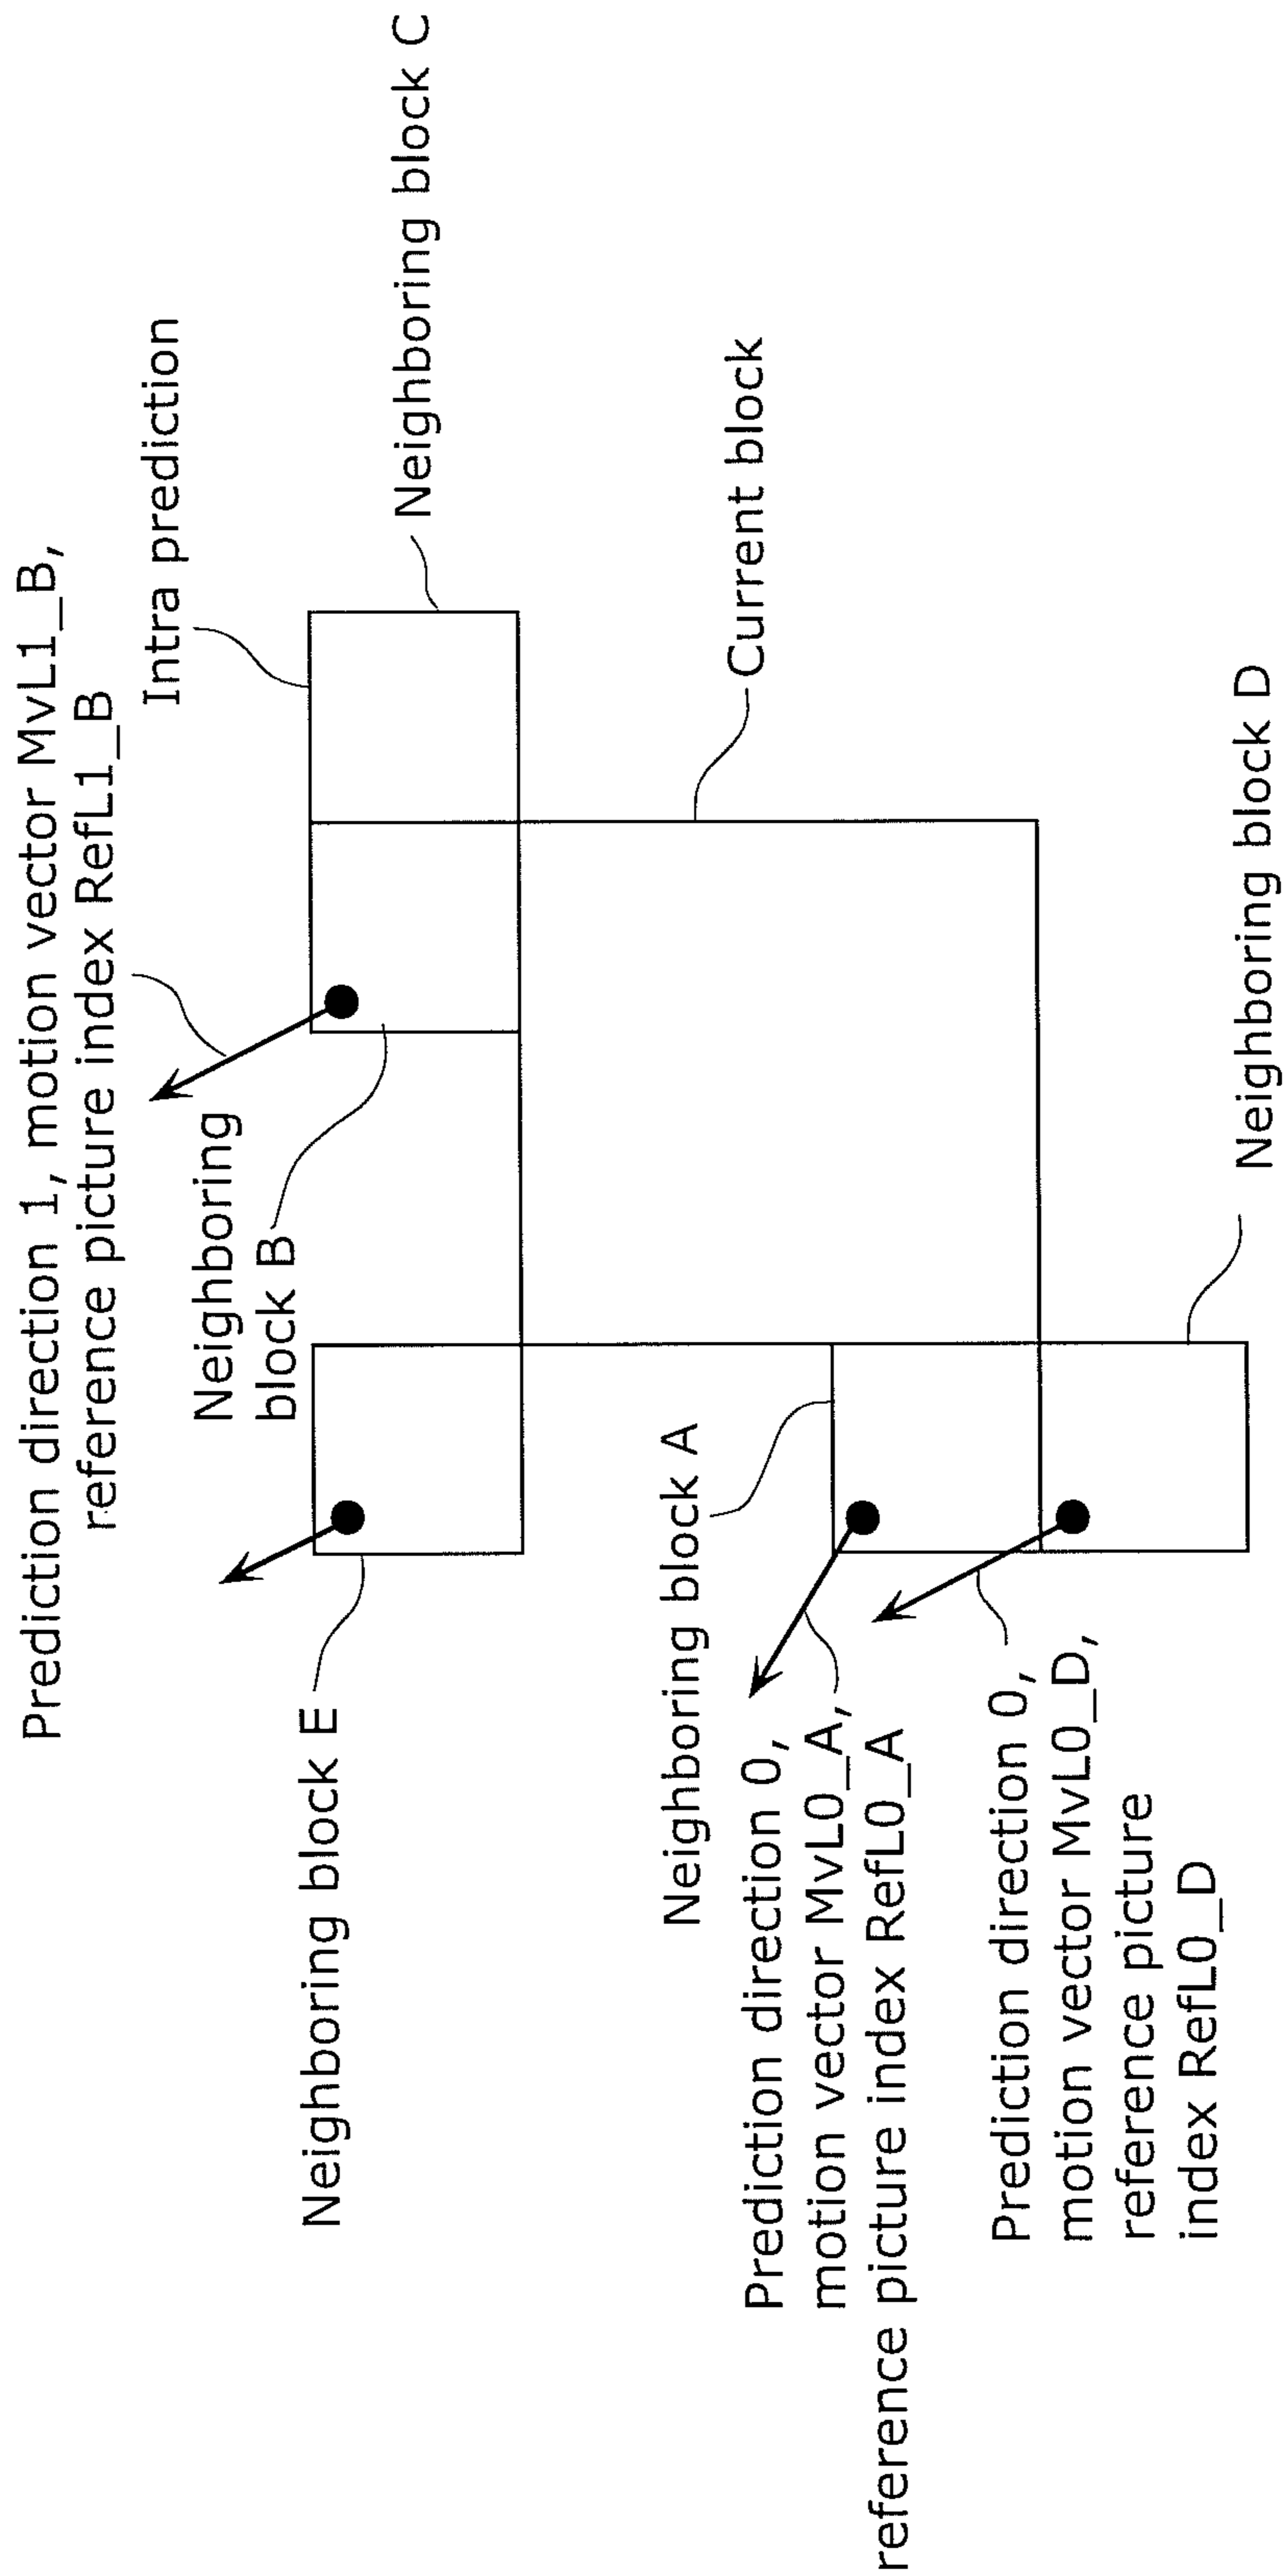 Prediction direction 1, motion vector MvL1_B,
reference picture index RefL1_B
Intra prediction
Neighboring
block B
Neighboring block E
Neighboring block C
Neighboring block A
Current block
Prediction direction 0,
motion vector MvL0_A,
reference picture index RefL0_A
Prediction direction 0,
motion vector MvL0_D,
reference picture
index RefL0_D
Neighboring block D